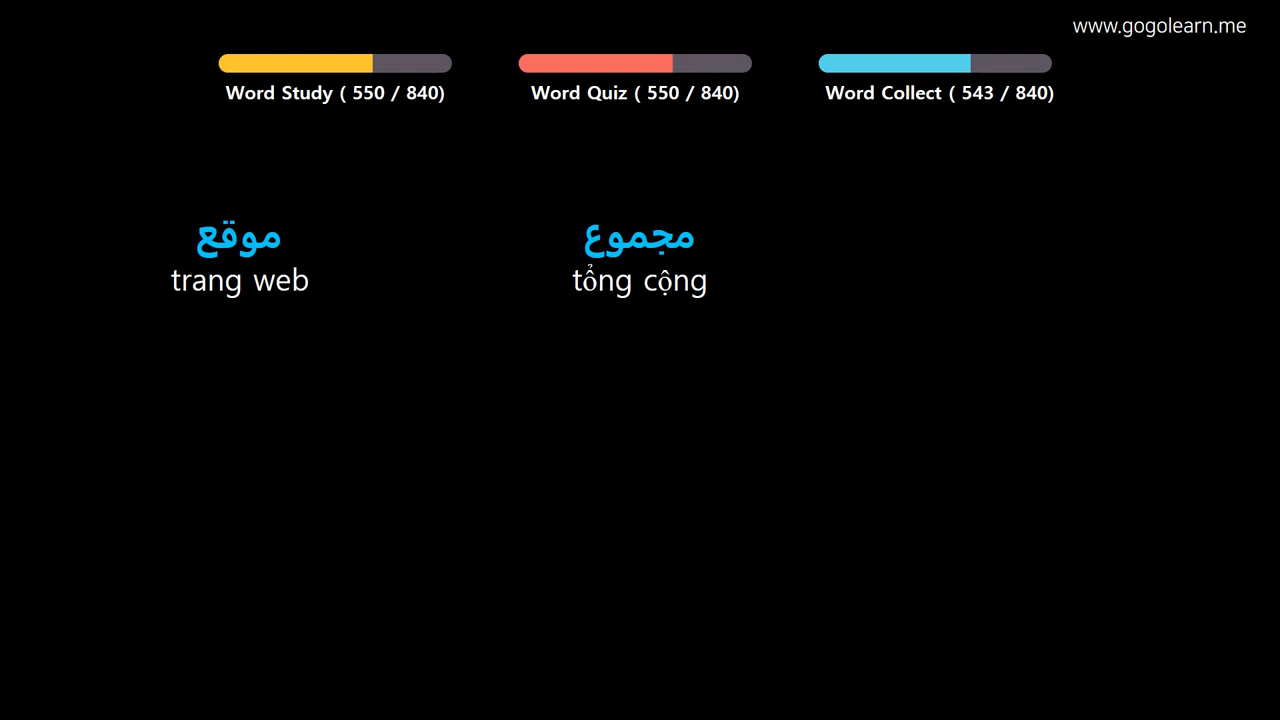 www.gogolearn.me
Word Study ( 550 / 840)
Word Quiz ( 550 / 840)
Word Collect ( 543 / 840)
موقع
trang web
مجموع
tổng cộng